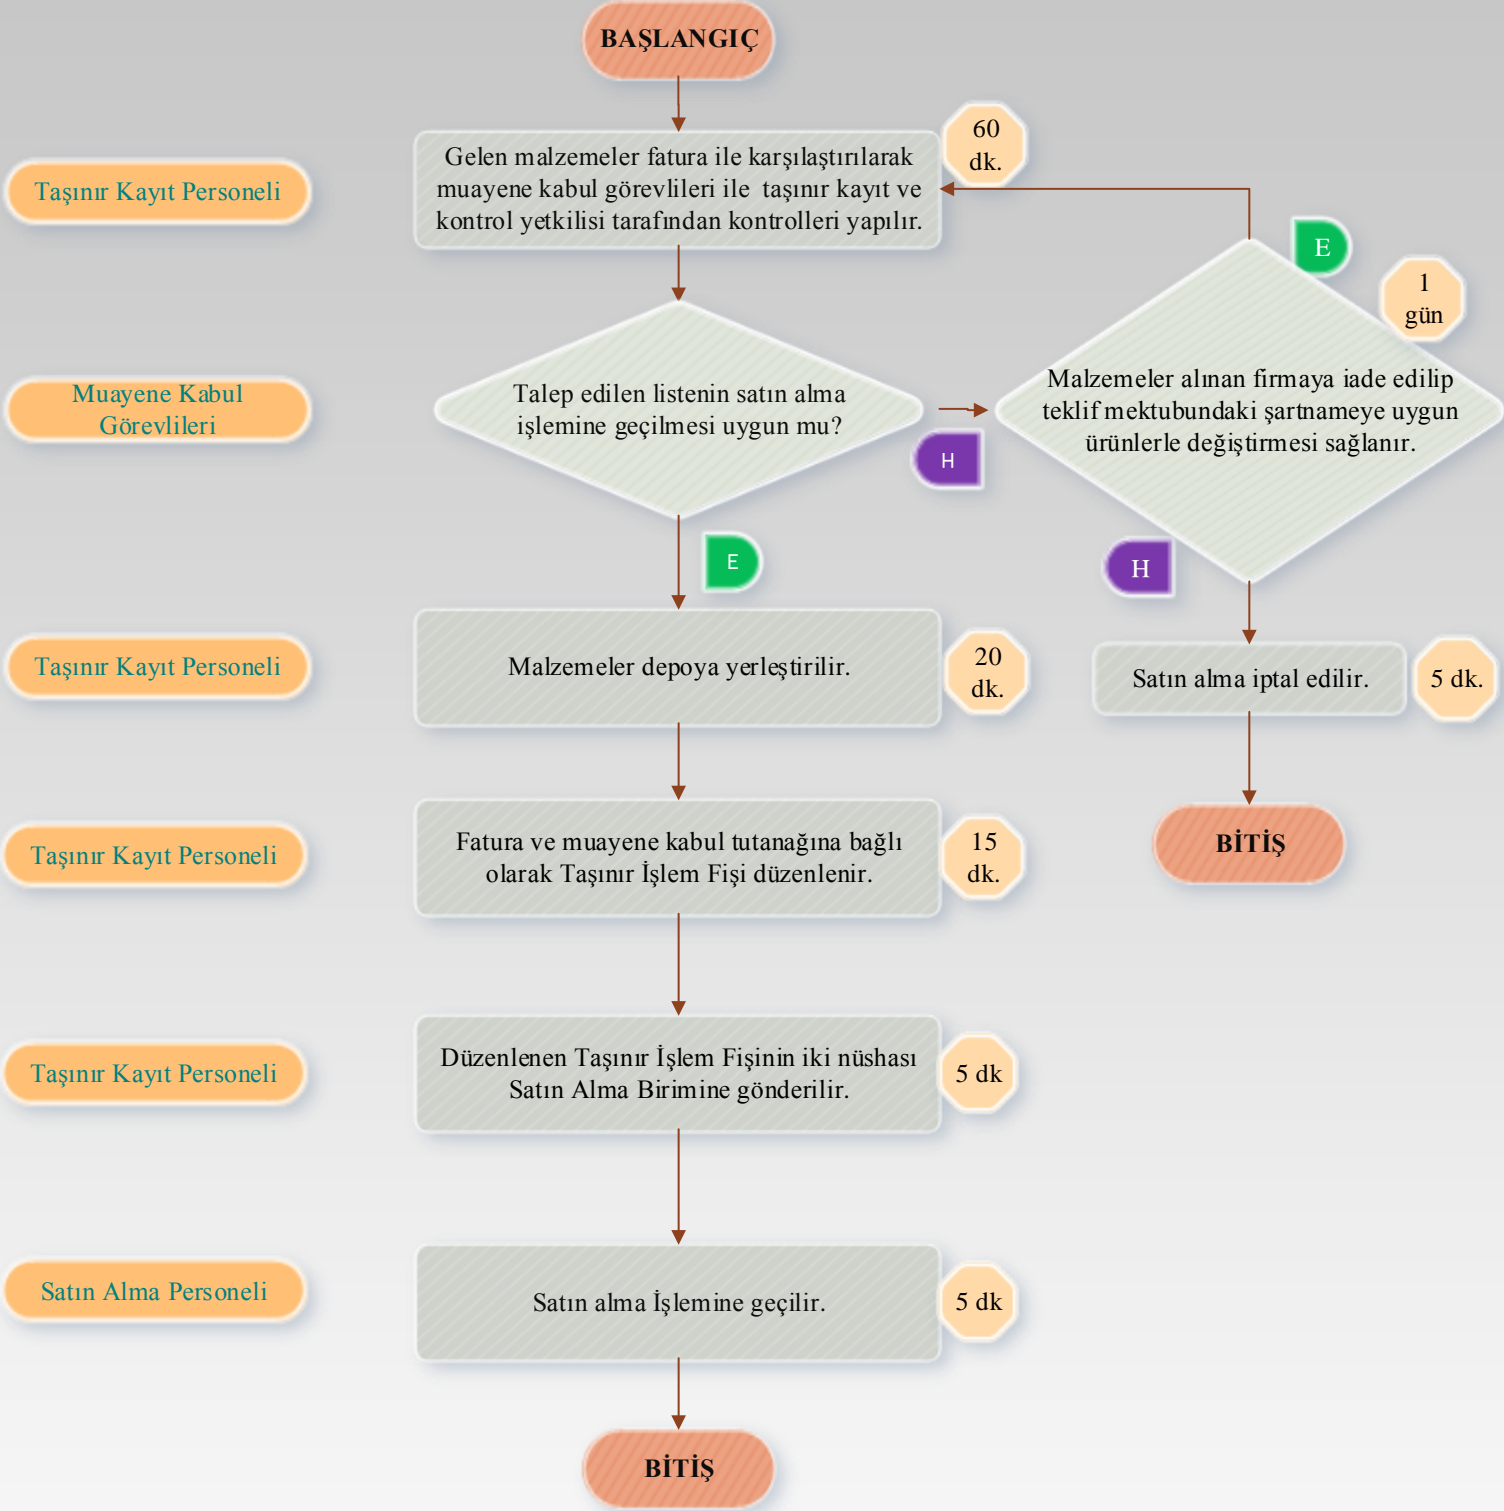 BAŞLANGIÇ
60
dk.
Taşınır Kayıt Personeli
Gelen malzemeler fatura ile karşılaştırılarak
muayene kabul görevlileri ile taşınır kayıt ve
kontrol yetkilisi tarafından kontrolleri yapılır.
E
1
gün
Muayene Kabul
Görevlileri
Talep edilen listenin satın alma
işlemine geçilmesi uygun mu?
H
Malzemeler alınan firmaya iade edilip
teklif mektubundaki şartnameye uygun
ürünlerle değiştirmesi sağlanır.
E
H
Taşınır Kayıt Personeli
Malzemeler depoya yerleştirilir.
20
dk.
Satın alma iptal edilir.
5 dk.
Taşınır Kayıt Personeli
Fatura ve muayene kabul tutanağına bağlı
olarak Taşınır İşlem Fişi düzenlenir.
15
dk.
BİTİŞ
Taşınır Kayıt Personeli
Düzenlenen Taşınır İşlem Fişinin iki nüshası
Satın Alma Birimine gönderilir.
5 dk
Satın Alma Personeli
Satın alma İşlemine geçilir.
5 dk
BİTİŞ